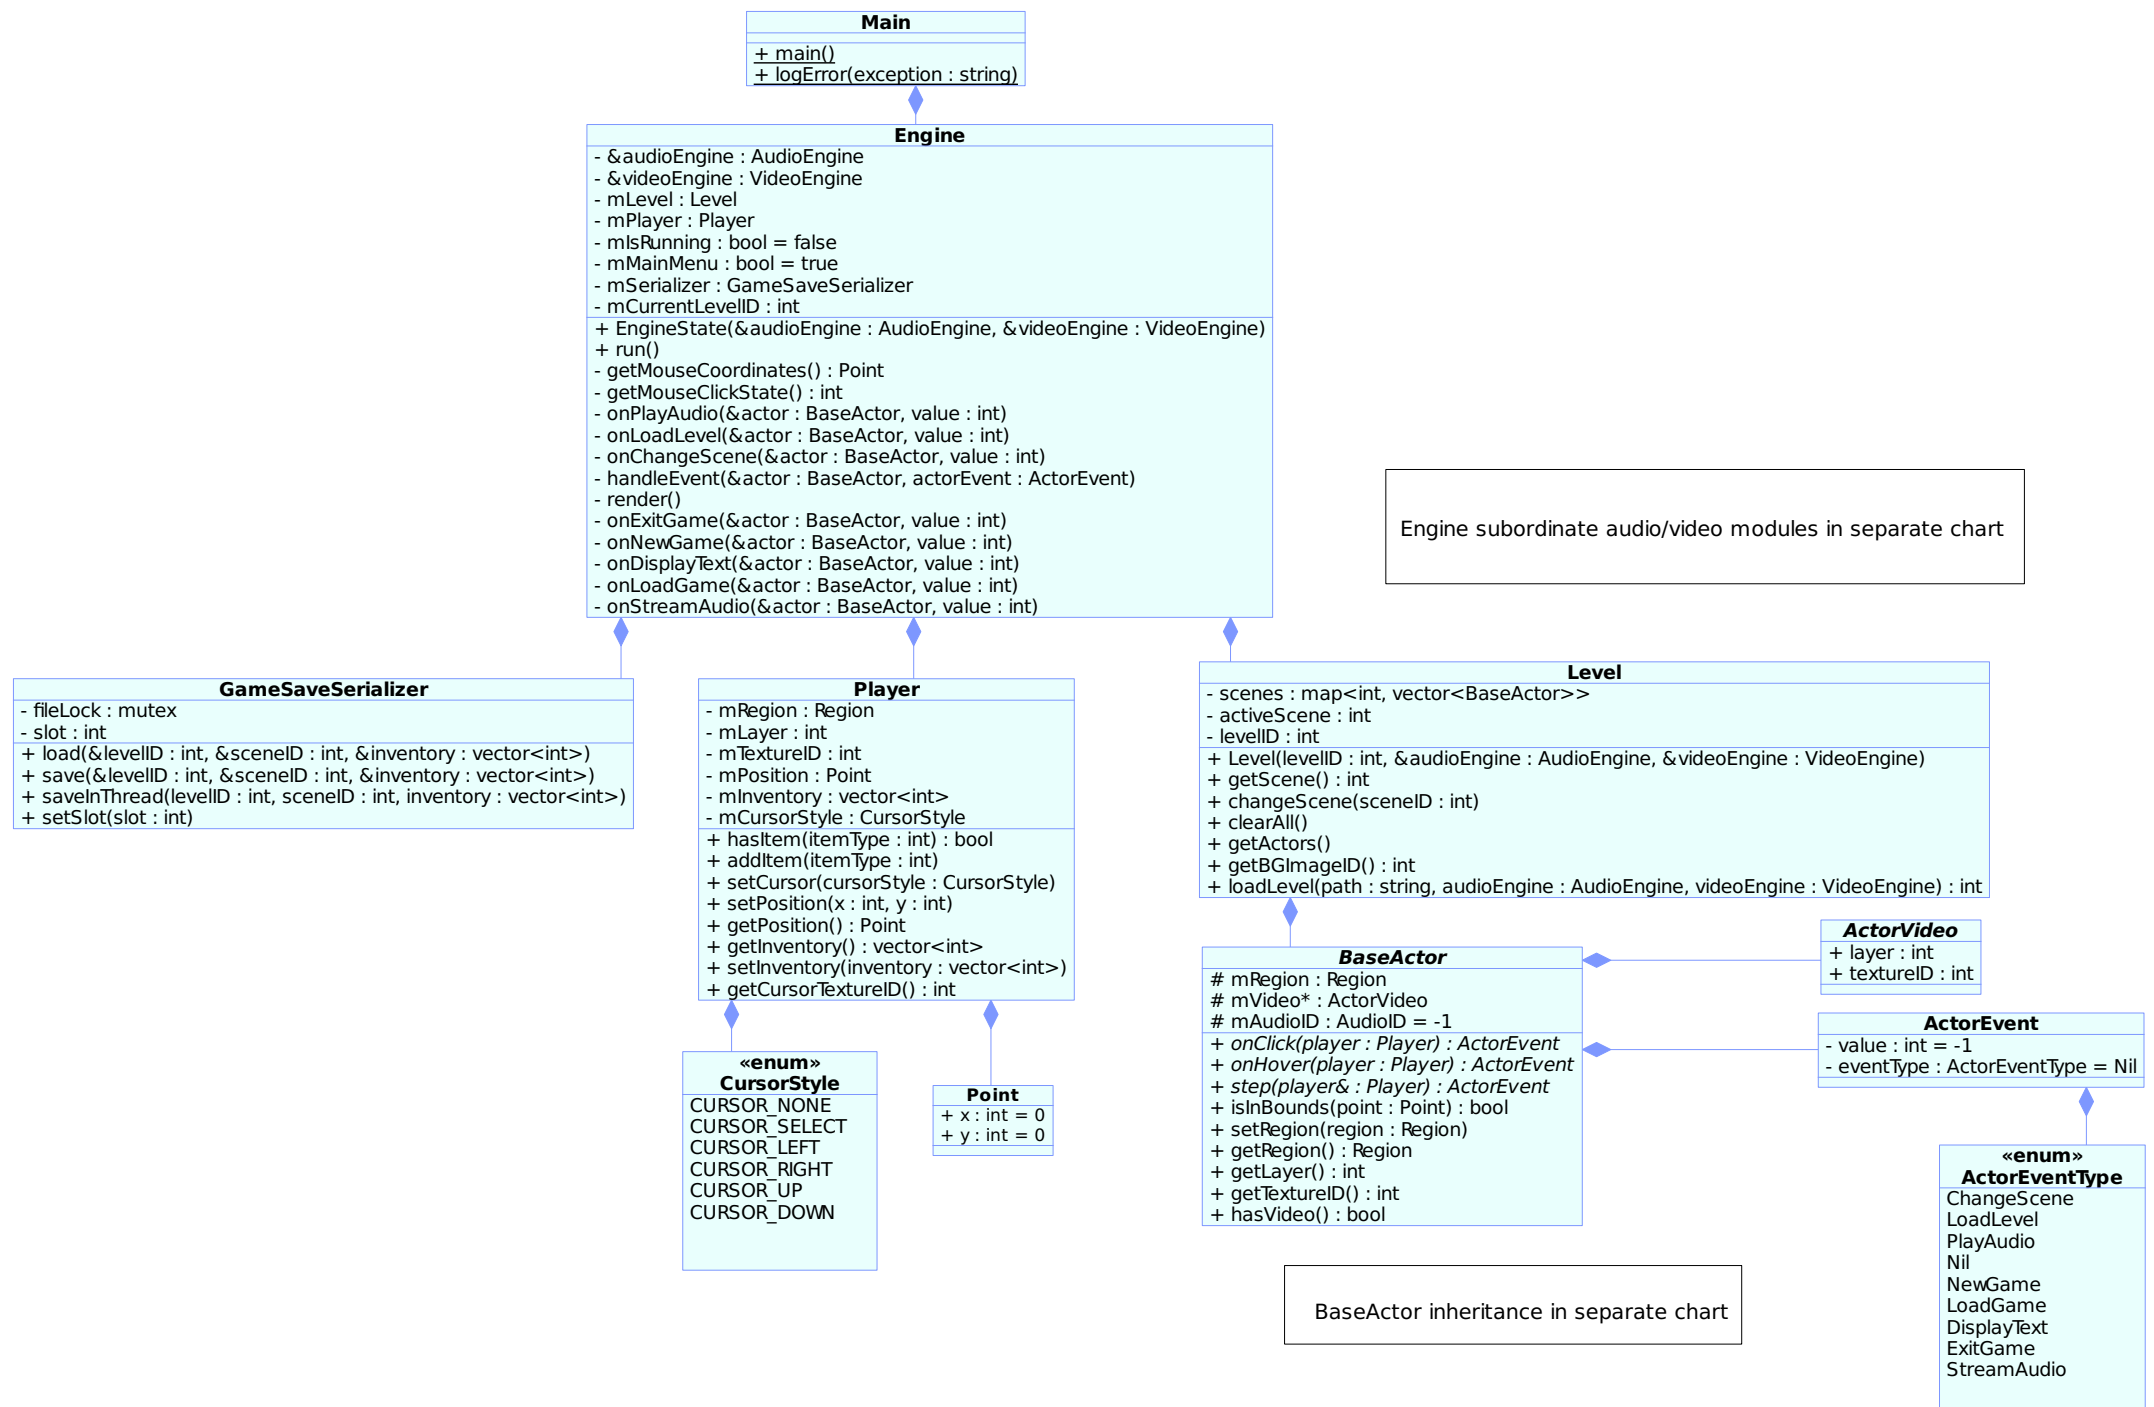 Main
+ main()
+ logError(exception : string)
Engine
- &audioEngine : AudioEngine
- &videoEngine : VideoEngine
- mLevel : Level
- mPlayer : Player
- mIsRunning : bool = false
- mMainMenu : bool = true
- mSerializer : GameSaveSerializer
- mCurrentLevelID : int
+ EngineState(&audioEngine : AudioEngine, &videoEngine : VideoEngine)
+ run()
- getMouseCoordinates() : Point
- getMouseClickState() : int
- onPlayAudio(&actor : BaseActor, value : int)
- onLoadLevel(&actor : BaseActor, value : int)
- onChangeScene(&actor : BaseActor, value : int)
- handleEvent(&actor : BaseActor, actorEvent : ActorEvent)
- render()
- onExitGame(&actor : BaseActor, value : int)
- onNewGame(&actor : BaseActor, value : int)
- onDisplayText(&actor : BaseActor, value : int)
- onLoadGame(&actor : BaseActor, value : int)
- onStreamAudio(&actor : BaseActor, value : int)
Engine subordinate audio/video modules in separate chart
GameSaveSerializer
- fileLock : mutex
- slot : int
+ load(&levelID : int, &sceneID : int, &inventory : vector<int>)
+ save(&levelID : int, &sceneID : int, &inventory : vector<int>)
+ saveInThread(levelID : int, sceneID : int, inventory : vector<int>)
+ setSlot(slot : int)
Player
- mRegion : Region
- mLayer : int
- mTextureID : int
- mPosition : Point
- mInventory : vector<int>
- mCursorStyle : CursorStyle
+ hasItem(itemType : int) : bool
+ addItem(itemType : int)
+ setCursor(cursorStyle : CursorStyle)
+ setPosition(x : int, y : int)
+ getPosition() : Point
+ getInventory() : vector<int>
+ setInventory(inventory : vector<int>)
+ getCursorTextureID() : int
Level
- scenes : map<int, vector<BaseActor>>
- activeScene : int
- levelID : int
+ Level(levelID : int, &audioEngine : AudioEngine, &videoEngine : VideoEngine)
+ getScene() : int
+ changeScene(sceneID : int)
+ clearAll()
+ getActors()
+ getBGImageID() : int
+ loadLevel(path : string, audioEngine : AudioEngine, videoEngine : VideoEngine) : int
«enum»
CursorStyle
CURSOR_NONE
CURSOR_SELECT
CURSOR_LEFT
CURSOR_RIGHT
CURSOR_UP
CURSOR_DOWN
Point
+ x : int = 0
+ y : int = 0
BaseActor
# mRegion : Region
# mVideo* : ActorVideo
# mAudioID : AudioID = -1
+ onClick(player : Player) : ActorEvent
+ onHover(player : Player) : ActorEvent
+ step(player& : Player) : ActorEvent
+ isInBounds(point : Point) : bool
+ setRegion(region : Region)
+ getRegion() : Region
+ getLayer() : int
+ getTextureID() : int
+ hasVideo() : bool
ActorVideo
+ layer : int
+ textureID : int
ActorEvent
- value : int = -1
- eventType : ActorEventType = Nil
«enum»
ActorEventType
ChangeScene
LoadLevel
PlayAudio
Nil
NewGame
LoadGame
DisplayText
ExitGame
StreamAudio
BaseActor inheritance in separate chart